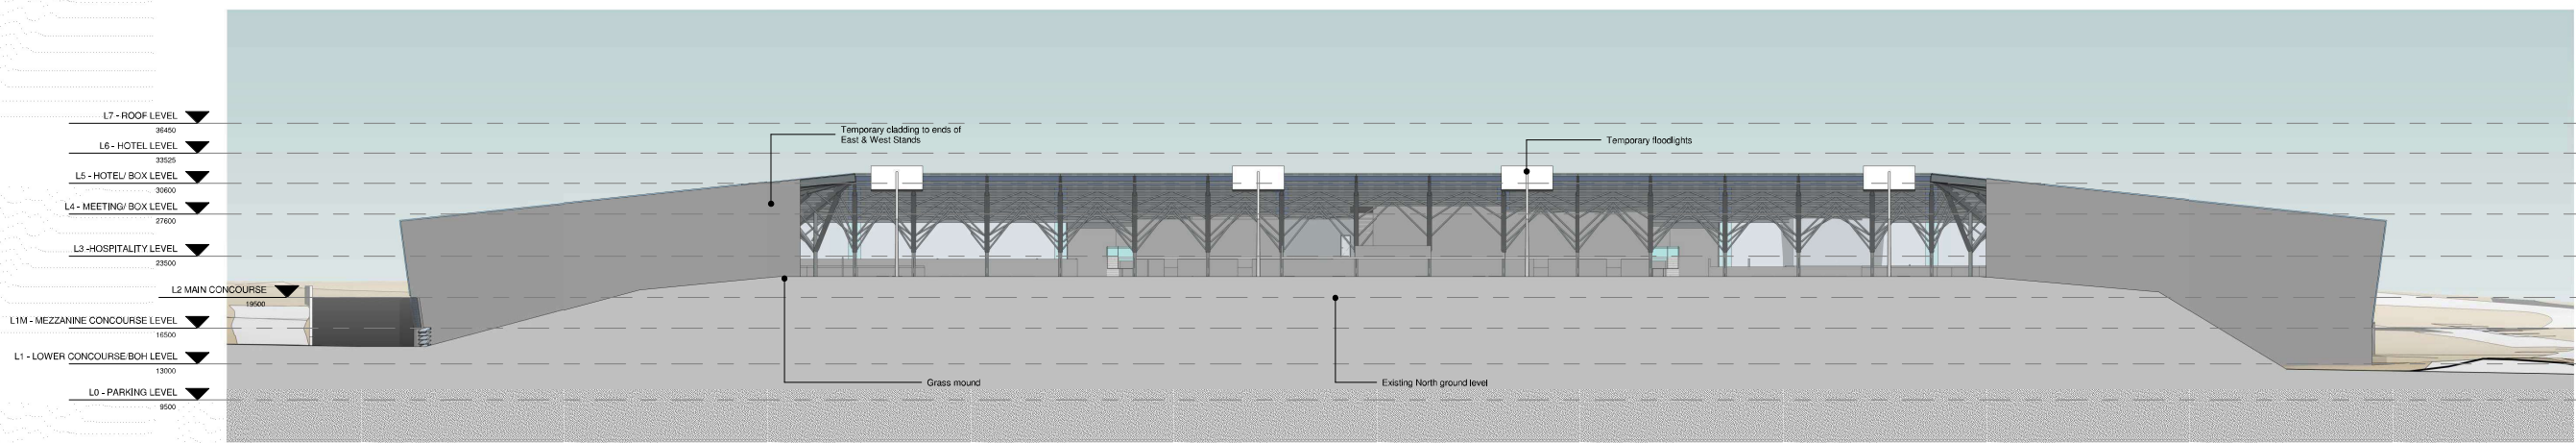 L7 - ROOF LEVEL
36450
L6 - HOTEL LEVEL
33525
L5 - HOTEL/ BOX LEVEL
30600
L4 - MEETING/ BOX LEVEL
27600
L3 -HOSPITALITY LEVEL
23500
L2 MAIN CONCOURSE
19500
L1M - MEZZANINE CONCOURSE LEVEL
16500
L1 - LOWER CONCOURSE/BOH LEVEL
13000
L0 - PARKING LEVEL
9500
Temporary cladding to ends of
East & West Stands
Temporary floodlights
Grass mound
Existing North ground level